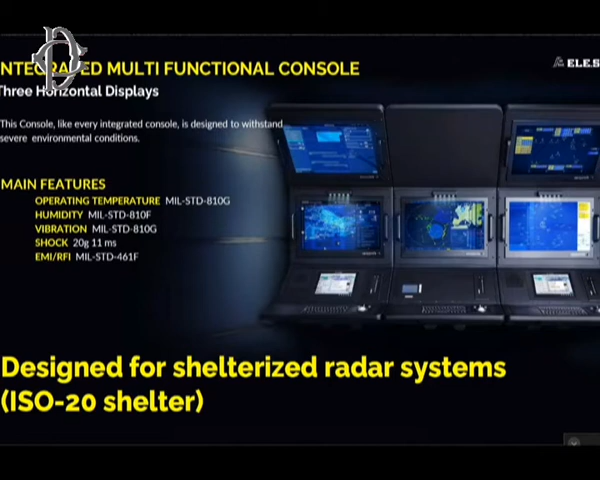 INTEGRATED MULTI FUNCTIONAL CONSOLE
Three Horizontal Displays
ELE.S
This Console, like every integrated console, is designed to withstand
severe environmental conditions.
MAIN FEATURES
OPERATING TEMPERATURE MIL-STD-810G
HUMIDITY MIL-STD-810F
VIBRATION MIL-STD-810G
SHOCK 20g 11 ms
EMI/RFI MIL-STD-461F
Designed for shelterized radar systems
(ISO-20 shelter)